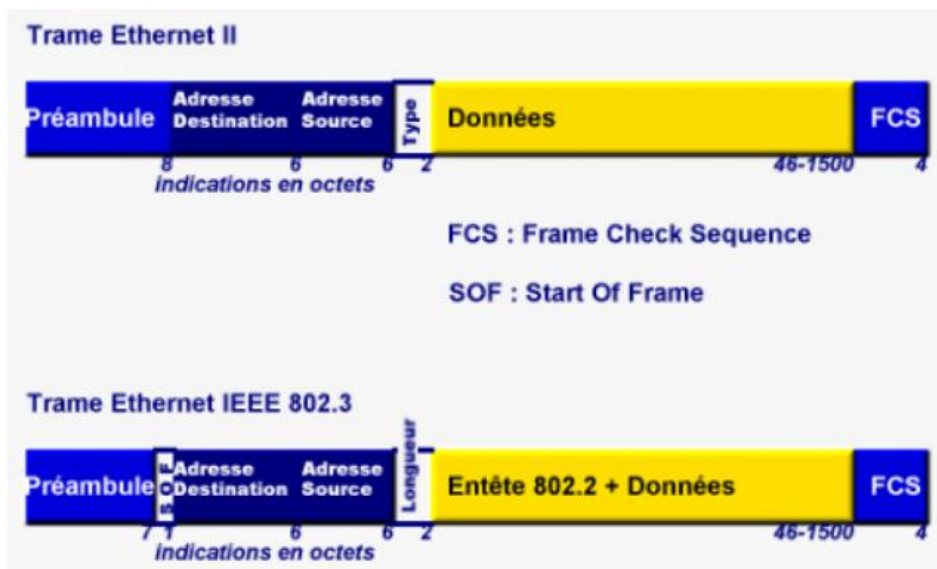 Trame Ethernet II
Préambule Adresse Destination Adresse Source Type Données FCS
8 6 6 2 46-1500 4
indications en octets
FCS : Frame Check Sequence
SOF : Start Of Frame
Trame Ethernet IEEE 802.3
Préambule SOF Adresse Destination Adresse Source Longueur Entête 802.2 + Données FCS
7 1 6 6 2 46-1500 4
indications en octets